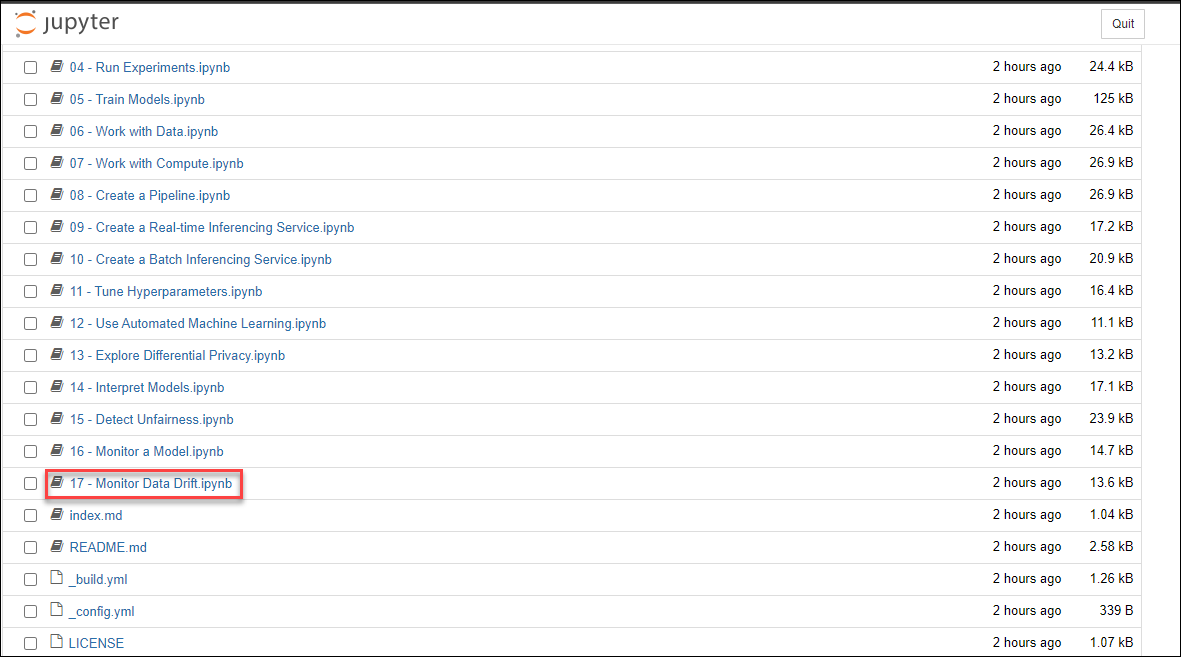 jupyter Quit
04 - Run Experiments.ipynb 2 hours ago 24.4 kB
05 - Train Models.ipynb 2 hours ago 125 kB
06 - Work with Data.ipynb 2 hours ago 26.4 kB
07 - Work with Compute.ipynb 2 hours ago 26.9 kB
08 - Create a Pipeline.ipynb 2 hours ago 26.9 kB
09 - Create a Real-time Inferencing Service.ipynb 2 hours ago 17.2 kB
10 - Create a Batch Inferencing Service.ipynb 2 hours ago 20.9 kB
11 - Tune Hyperparameters.ipynb 2 hours ago 16.4 kB
12 - Use Automated Machine Learning.ipynb 2 hours ago 11.1 kB
13 - Explore Differential Privacy.ipynb 2 hours ago 13.2 kB
14 - Interpret Models.ipynb 2 hours ago 17.1 kB
15 - Detect Unfairness.ipynb 2 hours ago 23.9 kB
16 - Monitor a Model.ipynb 2 hours ago 14.7 kB
17 - Monitor Data Drift.ipynb 2 hours ago 13.6 kB
index.md 2 hours ago 1.04 kB
README.md 2 hours ago 2.58 kB
_build.yml 2 hours ago 1.26 kB
_config.yml 2 hours ago 339 B
LICENSE 2 hours ago 1.07 kB